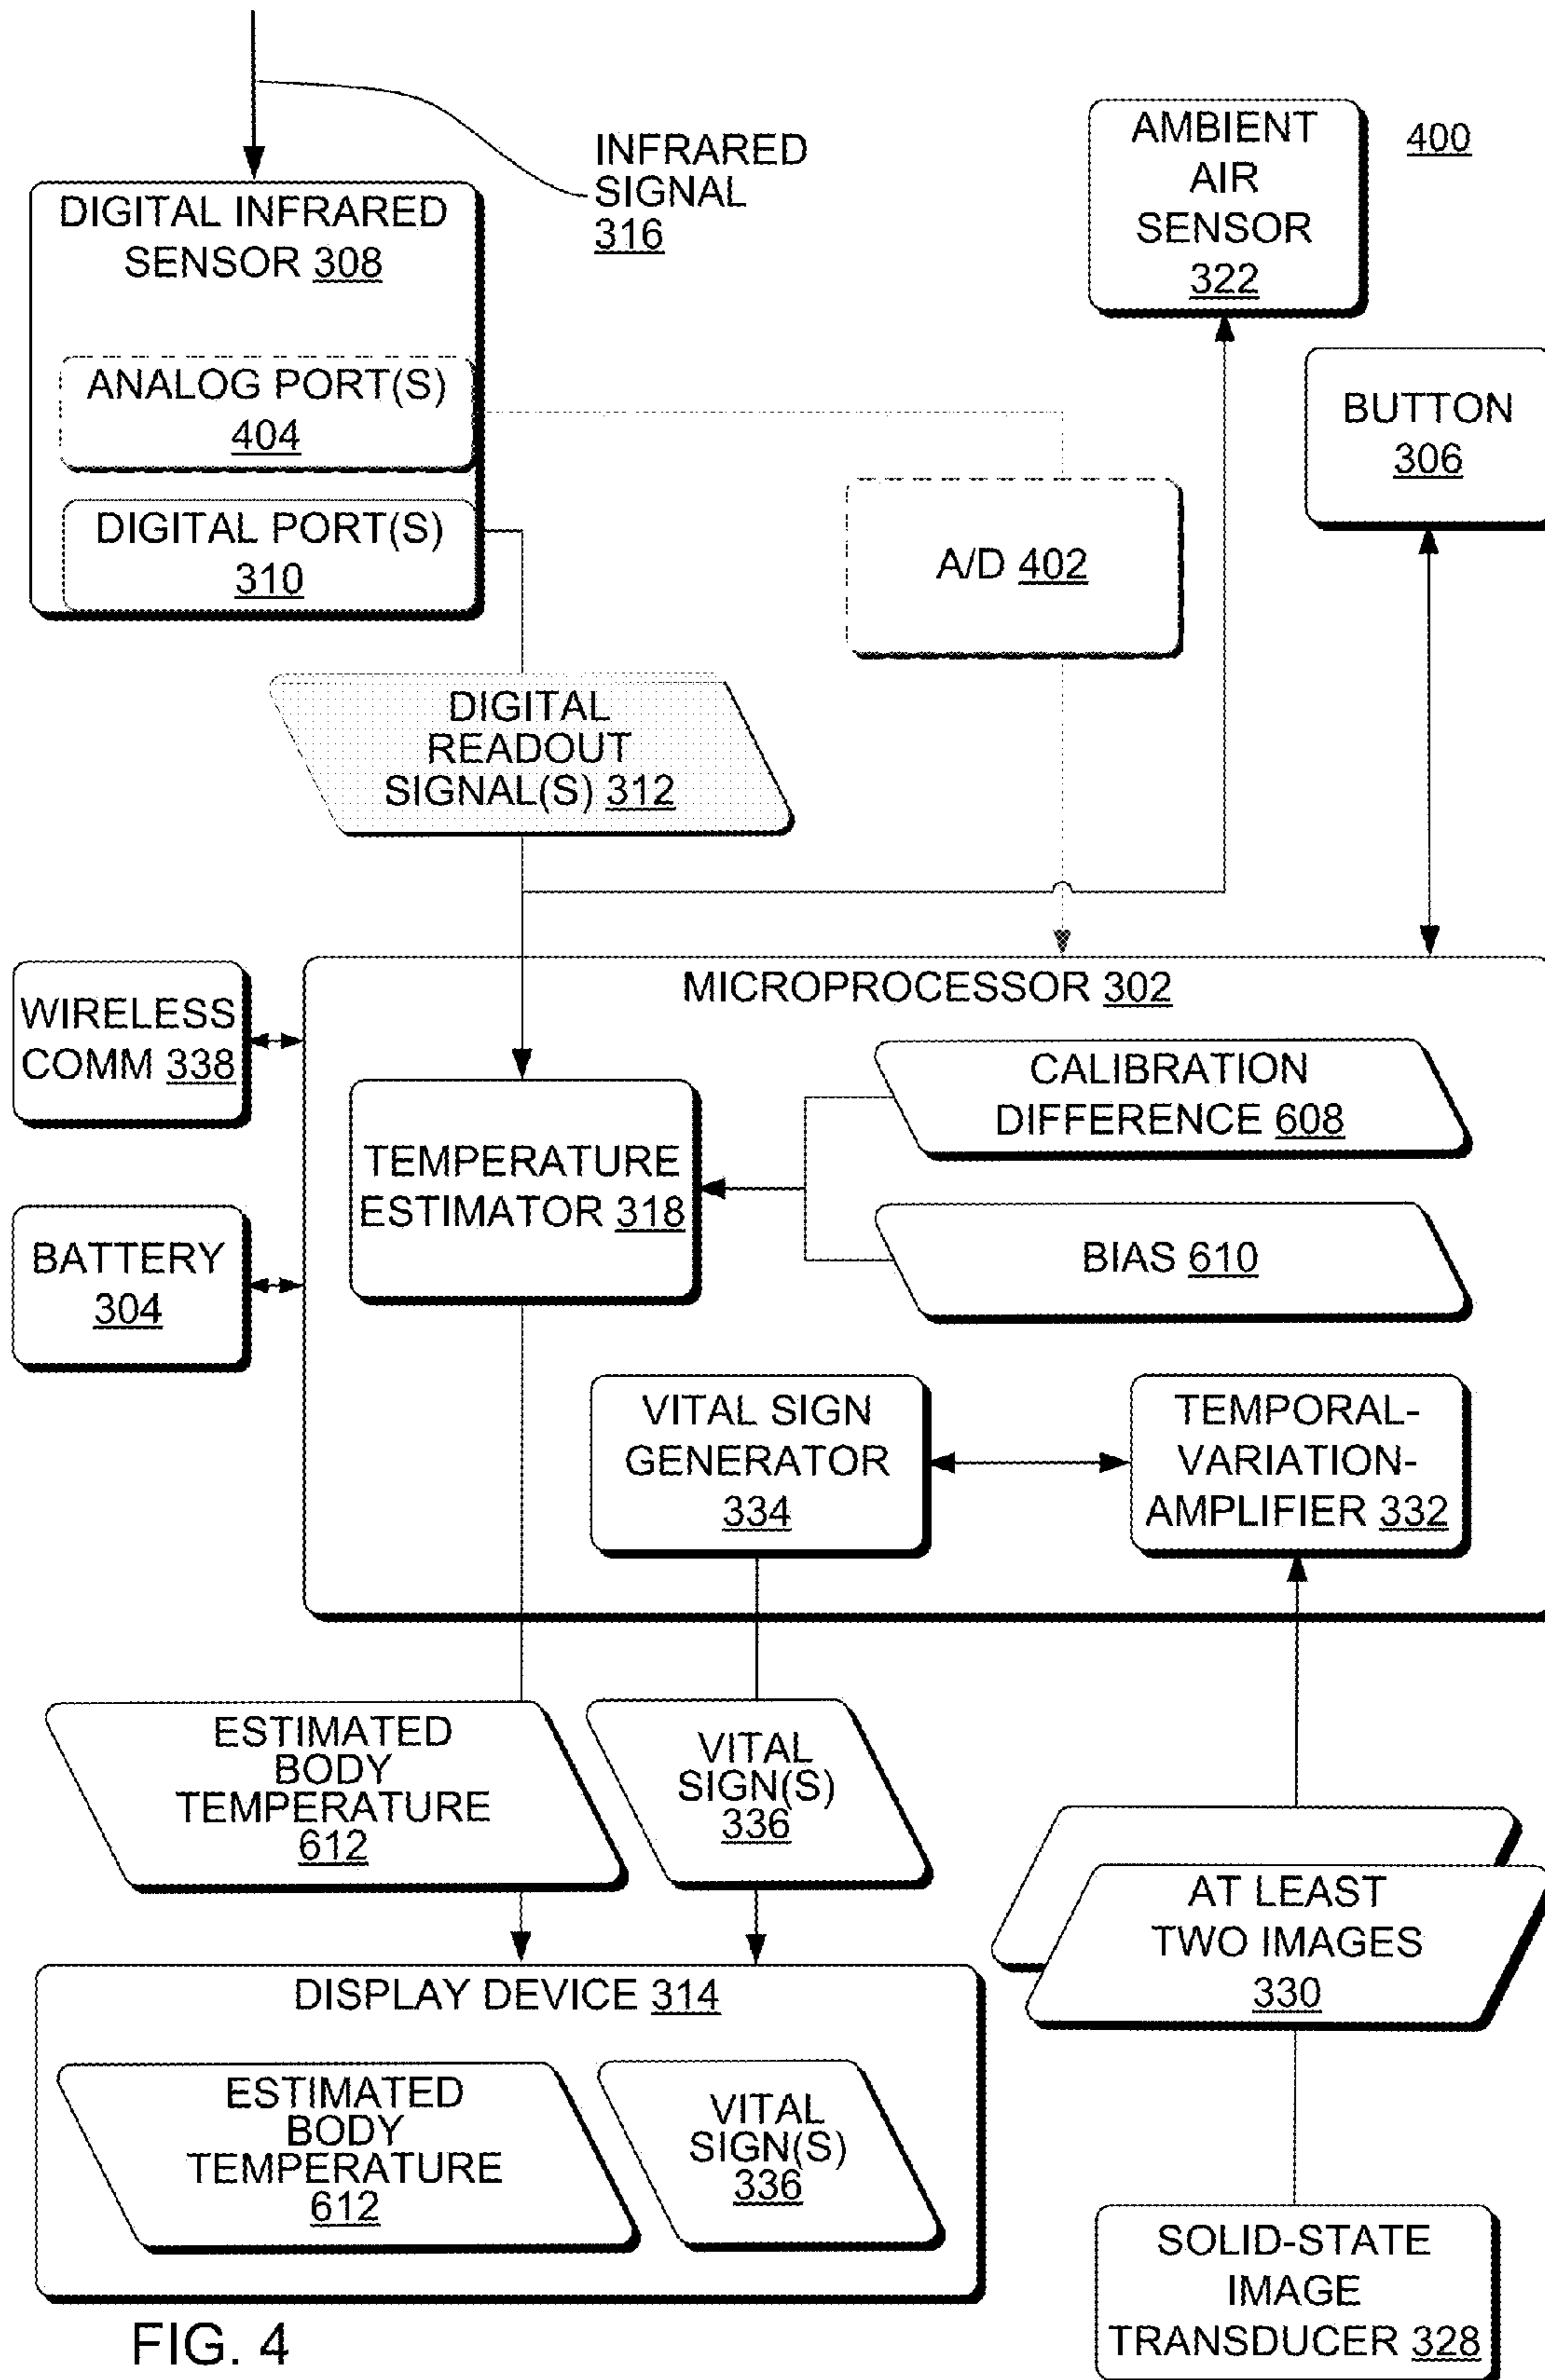 INFRARED
SIGNAL
316
AMBIENT
AIR
SENSOR
322
400
DIGITAL INFRARED
SENSOR 308
ANALOG PORT(S)
404
DIGITAL PORT(S)
310
A/D 402
BUTTON
306
DIGITAL
READOUT
SIGNAL(S) 312
WIRELESS
COMM 338
BATTERY
304
MICROPROCESSOR 302
TEMPERATURE
ESTIMATOR 318
CALIBRATION
DIFFERENCE 608
BIAS 610
VITAL SIGN
GENERATOR
334
TEMPORAL-
VARIATION-
AMPLIFIER 332
ESTIMATED
BODY
TEMPERATURE
612
VITAL
SIGN(S)
336
AT LEAST
TWO IMAGES
330
DISPLAY DEVICE 314
ESTIMATED
BODY
TEMPERATURE
612
VITAL
SIGN(S)
336
SOLID-STATE
IMAGE
TRANSDUCER 328
FIG. 4